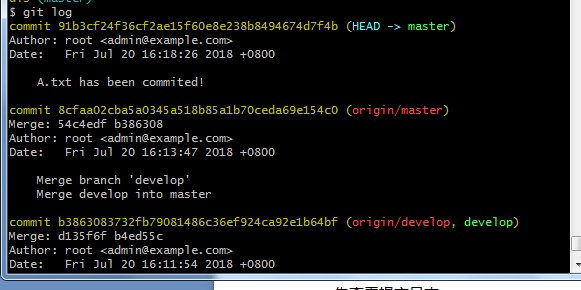 $ git log
commit 91b3cf24f36cf2ae15f60e8e238b8494674d7f4b (HEAD -> master)
Author: root <admin@example.com>
Date:   Fri Jul 20 16:18:26 2018 +0800
A.txt has been commited!
commit 8cfaa02cba5a0345a518b85a1b70ceda69e154c0 (origin/master)
Merge: 54c4edf b386308
Author: root <admin@example.com>
Date:   Fri Jul 20 16:13:47 2018 +0800
Merge branch 'develop'
Merge develop into master
commit b3863083732fb79081486c36ef924ca92e1b64bf (origin/develop, develop)
Merge: d135f6f b4ed55c
Author: root <admin@example.com>
Date:   Fri Jul 20 16:11:54 2018 +0800